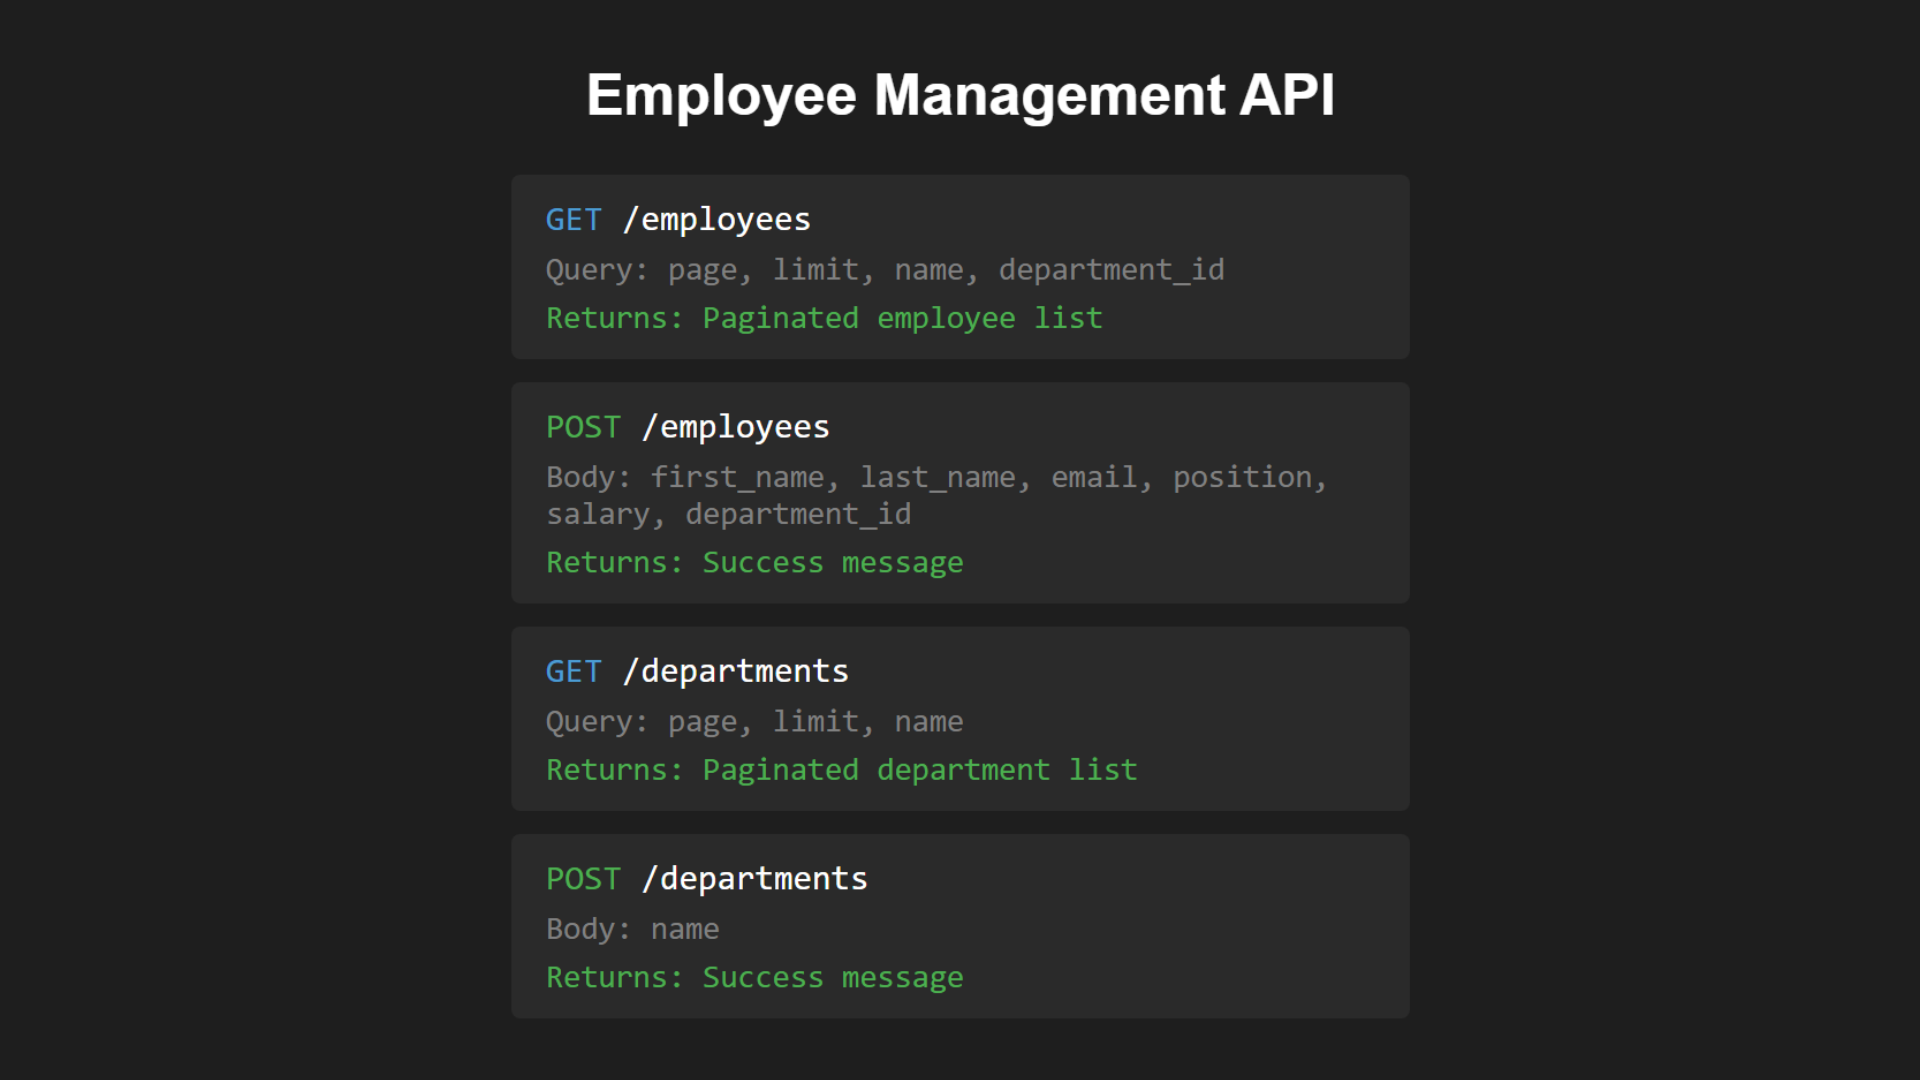 Employee Management API
GET /employees
Query: page, limit, name, department_id
Returns: Paginated employee list
POST /employees
Body: first_name, last_name, email, position,
salary, department_id
Returns: Success message
GET /departments
Query: page, limit, name
Returns: Paginated department list
POST /departments
Body: name
Returns: Success message